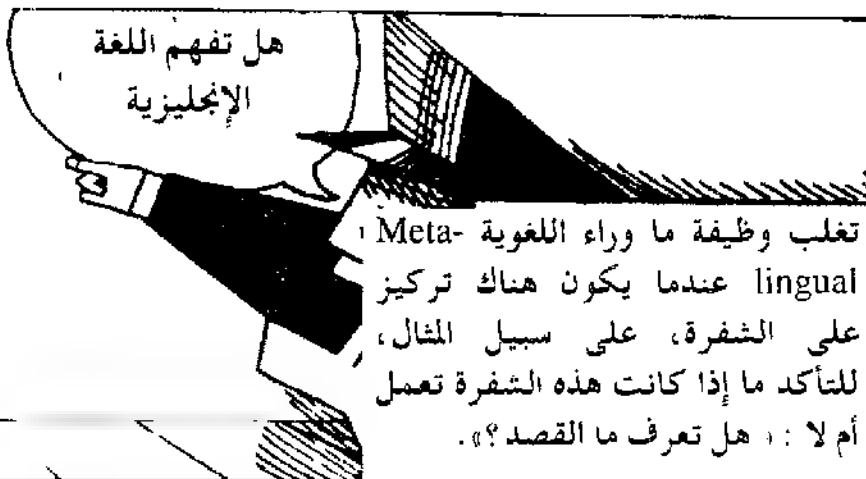 هل تفهم اللغة
الإنجليزية
تغلب وظيفة ما وراء اللغوية Meta-
lingual عندما يكون هناك تركيز
على الشفرة، على سبيل المثال،
للتأكد ما إذا كانت هذه الشفرة تعمل
أم لا : « هل تعرف ما القصد؟».